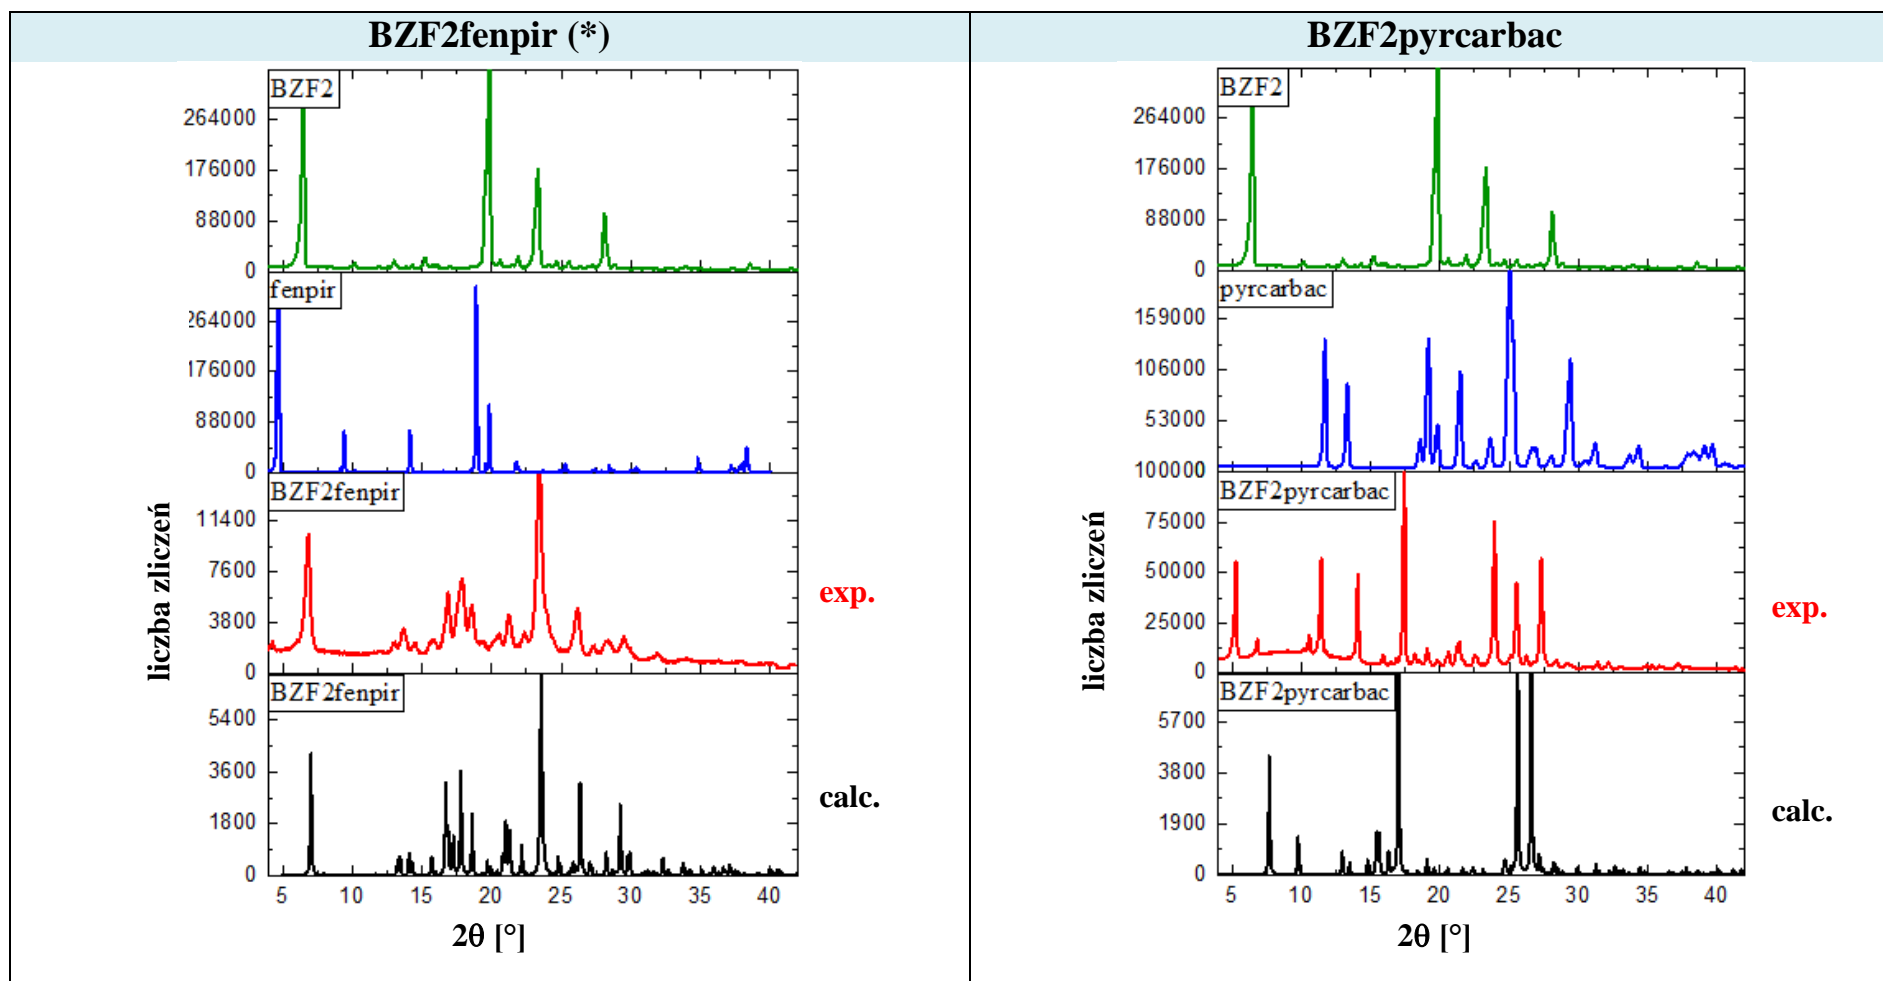 BZF2fenpir (*)
BZF2
264000
176000
88000
0
fenpir
264000
176000
88000
0
BZF2fenpir
11400
7600
3800
0
exp.
BZF2fenpir
5400
3600
1800
0
calc.
5 10 15 20 25 30 35 40
2θ [°]
liczba zliczeń
BZF2pyrcarbac
BZF2
264000
176000
88000
0
pyrcarbac
159000
106000
53000
100000
BZF2pyrcarbac
75000
50000
25000
0
exp.
BZF2pyrcarbac
5700
3800
1900
0
calc.
5 10 15 20 25 30 35 40
2θ [°]
liczba zliczeń